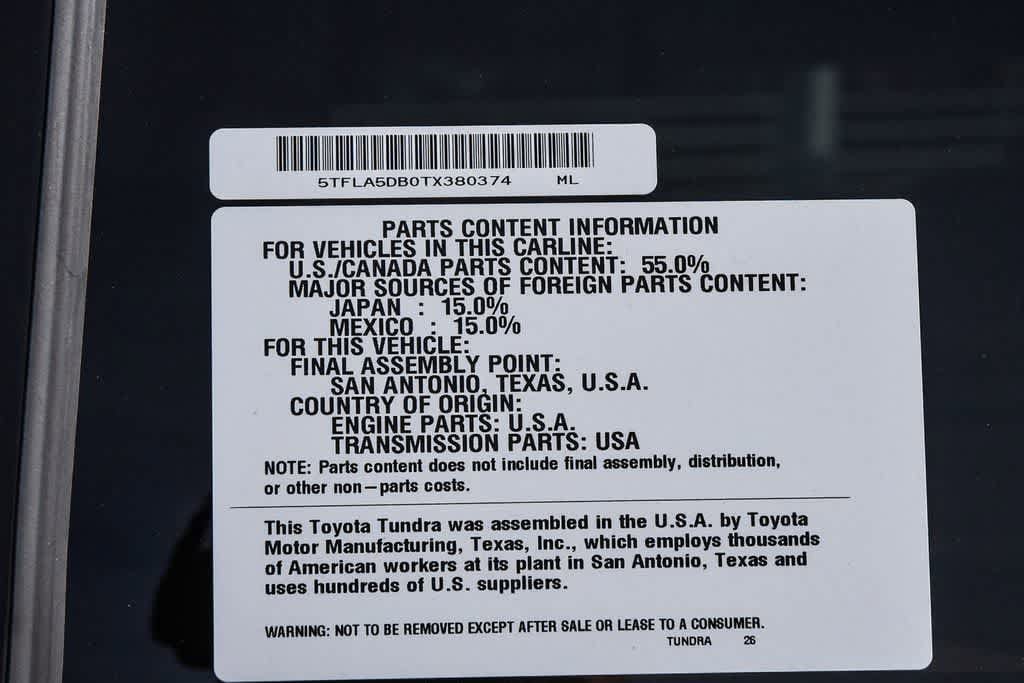 5TFLA5DB0TX380374 ML
PARTS CONTENT INFORMATION
FOR VEHICLES IN THIS CARLINE:
U.S./CANADA PARTS CONTENT: 55.0%
MAJOR SOURCES OF FOREIGN PARTS CONTENT:
JAPAN : 15.0%
MEXICO : 15.0%
FOR THIS VEHICLE:
FINAL ASSEMBLY POINT:
SAN ANTONIO, TEXAS, U.S.A.
COUNTRY OF ORIGIN:
ENGINE PARTS: U.S.A.
TRANSMISSION PARTS: USA
NOTE: Parts content does not include final assembly, distribution,
or other non—parts costs.
This Toyota Tundra was assembled in the U.S.A. by Toyota
Motor Manufacturing, Texas, Inc., which employs thousands
of American workers at its plant in San Antonio, Texas and
uses hundreds of U.S. suppliers.
WARNING: NOT TO BE REMOVED EXCEPT AFTER SALE OR LEASE TO A CONSUMER.
TUNDRA 26